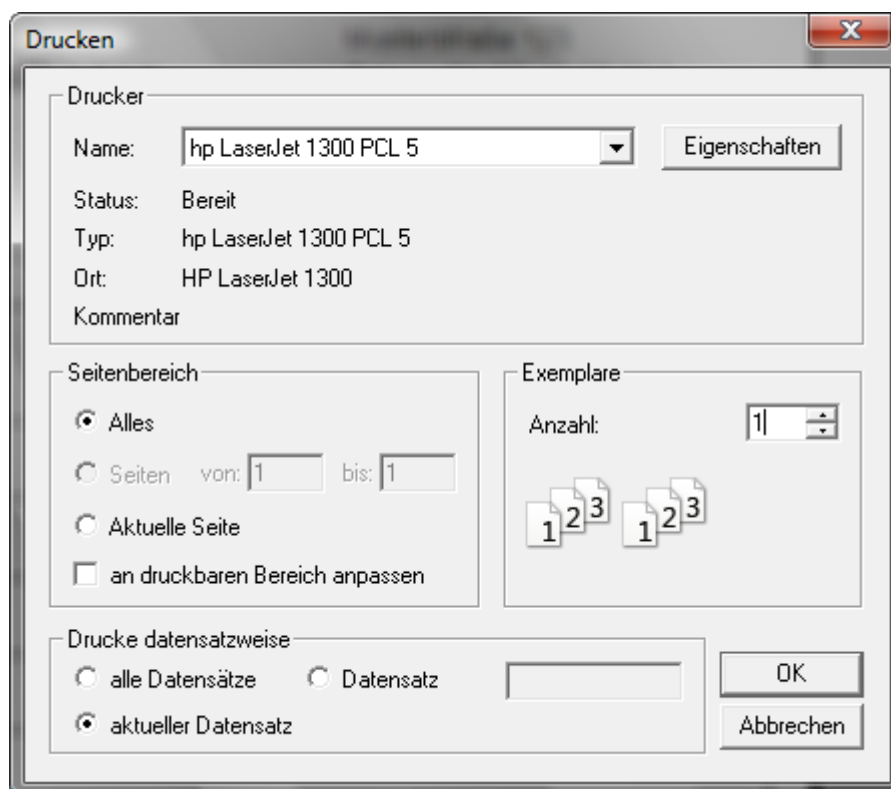 Drucken
Drucker
Name: hp LaserJet 1300 PCL 5 Eigenschaften
Status: Bereit
Typ: hp LaserJet 1300 PCL 5
Ort: HP LaserJet 1300
Kommentar
Seitenbereich
Alles
Seiten von: 1 bis: 1
Aktuelle Seite
an druckbaren Bereich anpassen
Exemplare
Anzahl: 1
1 2 3 1 2 3
Drucke datensatzweise
alle Datensätze Datensatz
aktueller Datensatz
OK
Abbrechen